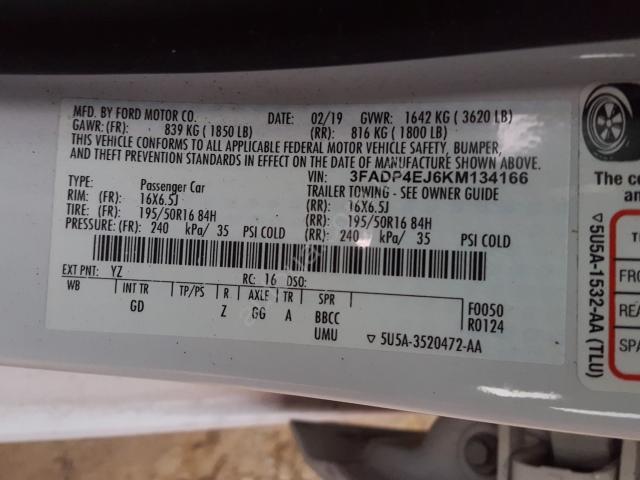 MFD. BY FORD MOTOR CO.
DATE: 02/19 GVWR: 1642 KG ( 3620 LB)
GAWR: (FR): 839 KG ( 1850 LB) (RR): 816 KG ( 1800 LB)
THIS VEHICLE CONFORMS TO ALL APPLICABLE FEDERAL MOTOR VEHICLE SAFETY, BUMPER,
AND THEFT PREVENTION STANDARDS IN EFFECT ON THE DATE OF MANUFACTURE SHOWN ABOVE.
VIN: 3FADP4EJ6KM134166
TYPE: Passenger Car TRAILER TOWING - SEE OWNER GUIDE
RIM: (FR): 16X6.5J (RR): 16X6.5J
TIRE: (FR): 195/50R16 84H (RR): 195/50R16 84H
PRESSURE: (FR): 240 kPa/ 35 PSI COLD (RR): 240 kPa/ 35 PSI COLD
EXT PNT: YZ RC: 16 DSO:
WB INT TR TP/PS R AXLE TR SPR F0050
GD Z GG A BBCC R0124
UMU ▽5U5A-3520472-AA
The co
an
▽5U5A-1532-AA (TLU)
T
FRO
REA
SPA